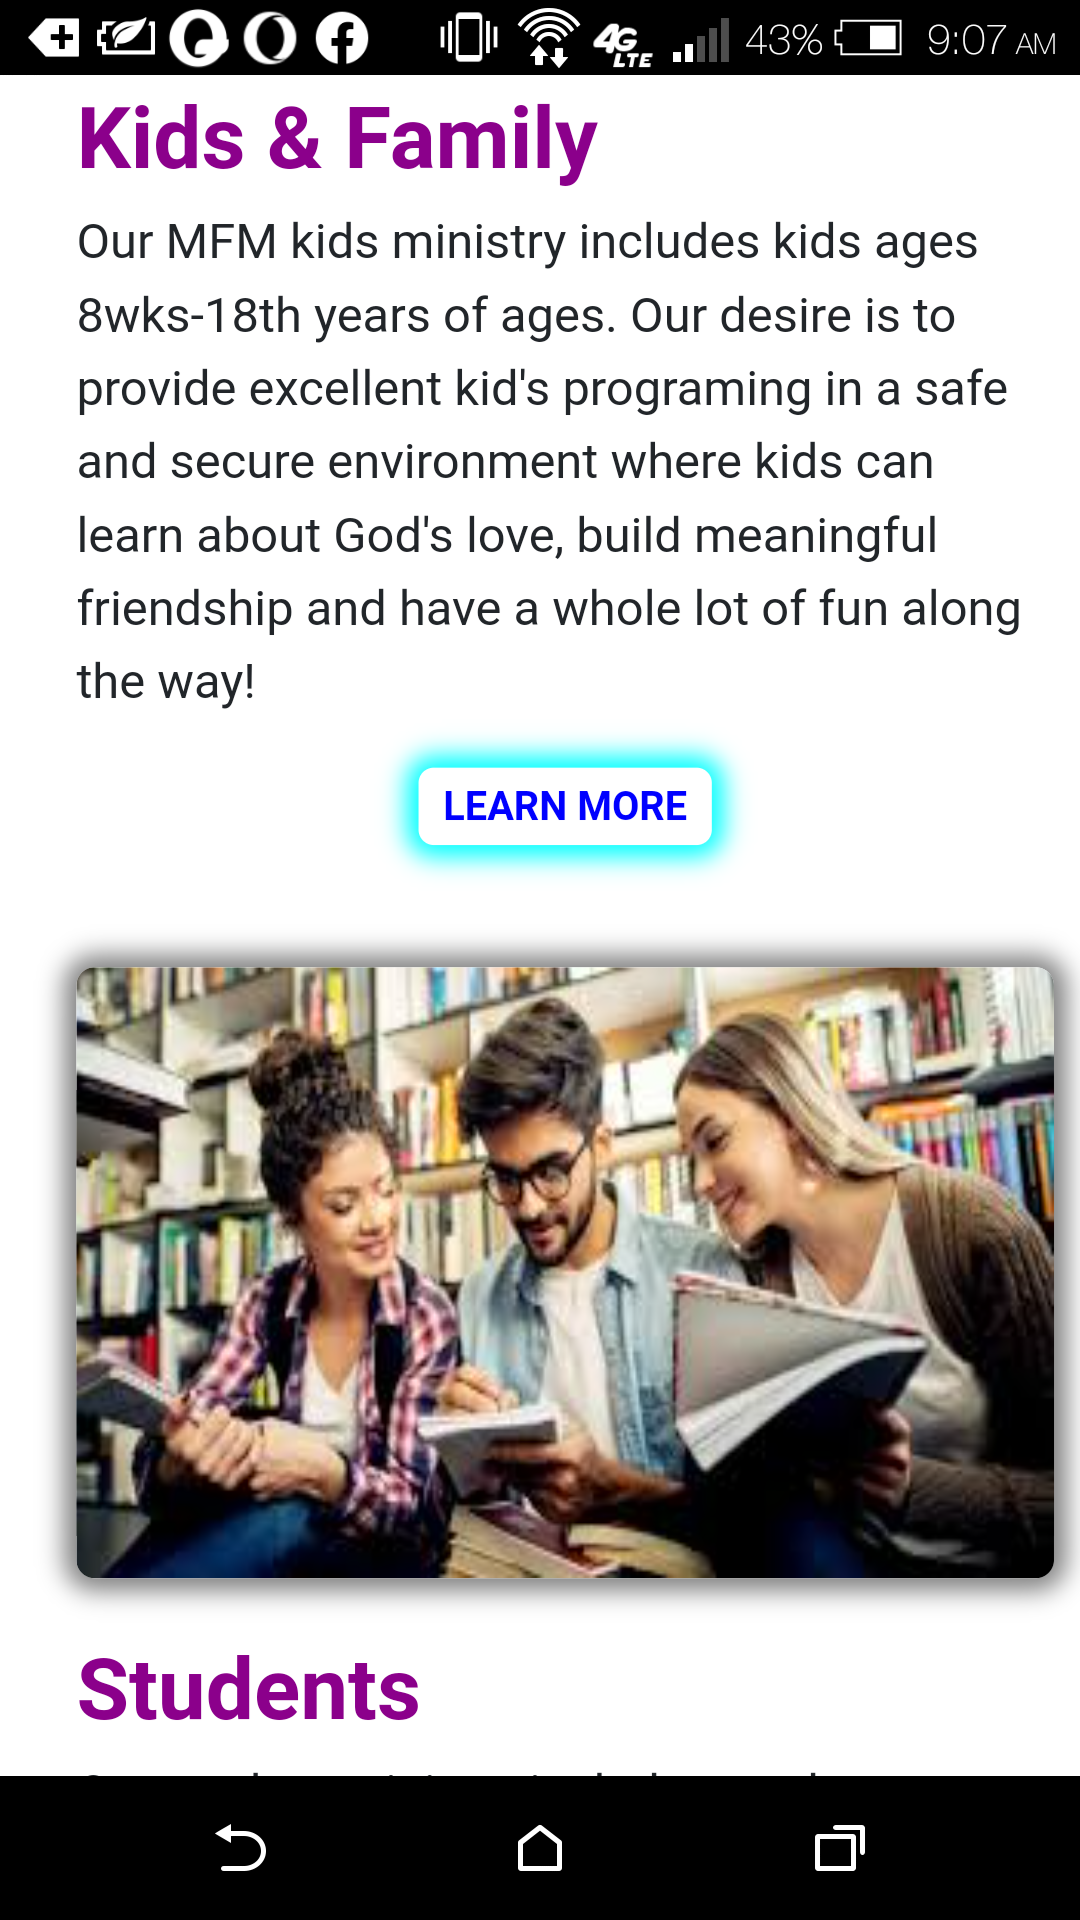 4G LTE 43% 9:07 AM
Kids & Family
Our MFM kids ministry includes kids ages
8wks-18th years of ages. Our desire is to
provide excellent kid's programing in a safe
and secure environment where kids can
learn about God's love, build meaningful
friendship and have a whole lot of fun along
the way!
LEARN MORE
Students